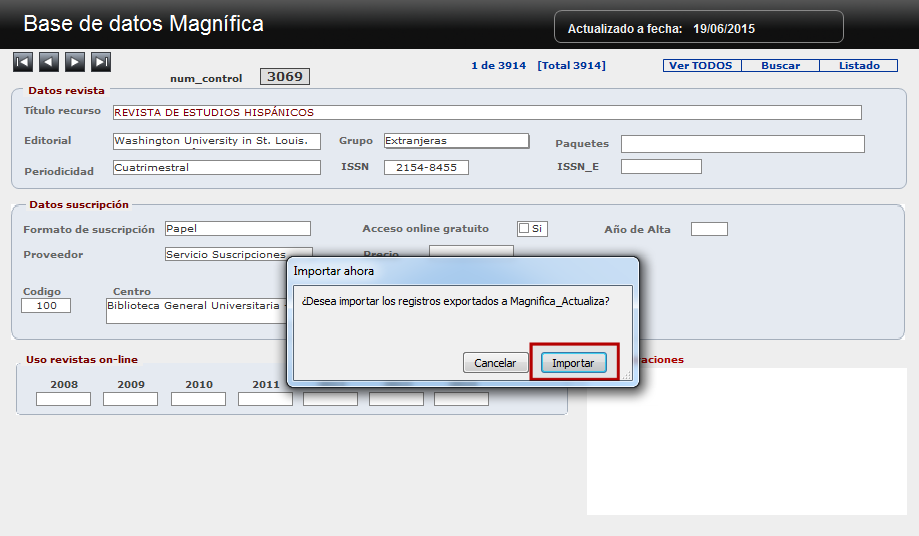 Base de datos Magnífica
Actualizado a fecha: 19/06/2015
num_control 3069
1 de 3914 [Total 3914]
Ver TODOS Buscar Listado
Datos revista
Título recurso REVISTA DE ESTUDIOS HISPÁNICOS
Editorial Washington University in St. Louis. Grupo Extranjeras Paquetes
Periodicidad Cuatrimestral ISSN 2154-8455 ISSN_E
Datos suscripción
Formato de suscripción Papel Acceso online gratuito Si Año de Alta
Proveedor Servicio Suscripciones Precio
Importar ahora
¿Desea importar los registros exportados a Magnifica_Actualiza?
Cancelar Importar
Codigo Centro
100 Biblioteca General Universitaria
Uso revistas on-line
2008 2009 2010 2011